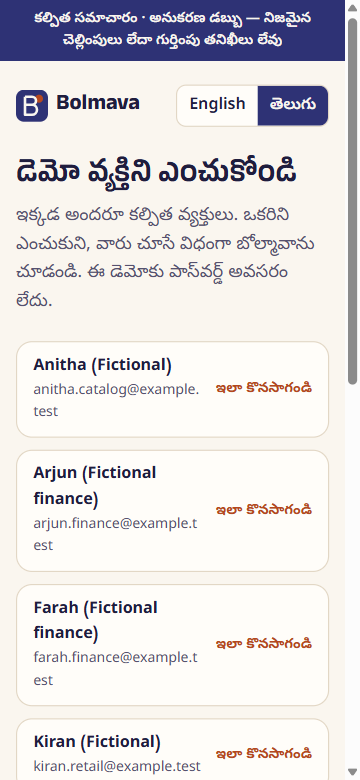 కల్పిత సమాచారం · అనుకరణ డబ్బు — నిజమైన
చెల్లింపులు లేదా గుర్తింపు తనిఖీలు లేవు
Bolmava
English
తెలుగు
డెమో వ్యక్తిని ఎంచుకోండి
ఇక్కడ అందరూ కల్పిత వ్యక్తులు. ఒకరిని
ఎంచుకుని, వారు చూసే విధంగా బోల్మావాను
చూడండి. ఈ డెమోకు పాస్‌వర్డ్ అవసరం
లేదు.
Anitha (Fictional)
anitha.catalog@example.
test
ఇలా కొనసాగండి
Arjun (Fictional
finance)
arjun.finance@example.t
est
ఇలా కొనసాగండి
Farah (Fictional
finance)
farah.finance@example.t
est
ఇలా కొనసాగండి
Kiran (Fictional)
kiran.retail@example.test
ఇలా కొనసాగండి